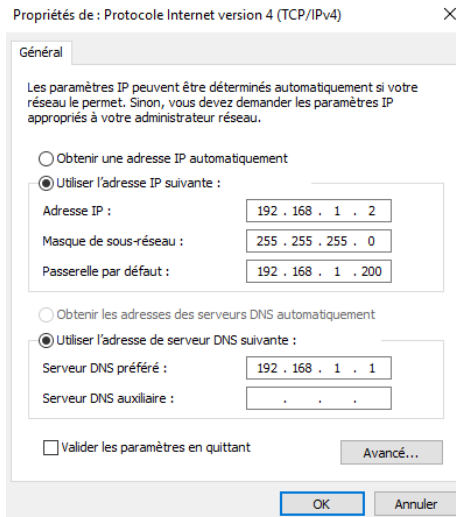 Propriétés de : Protocole Internet version 4 (TCP/IPv4)
Général
Les paramètres IP peuvent être déterminés automatiquement si votre
réseau le permet. Sinon, vous devez demander les paramètres IP
appropriés à votre administrateur réseau.
Obtenir une adresse IP automatiquement
Utiliser l'adresse IP suivante :
Adresse IP : 192 . 168 . 1 . 2
Masque de sous-réseau : 255 . 255 . 255 . 0
Passerelle par défaut : 192 . 168 . 1 . 200
Obtenir les adresses des serveurs DNS automatiquement
Utiliser l'adresse de serveur DNS suivante :
Serveur DNS préféré : 192 . 168 . 1 . 1
Serveur DNS auxiliaire : . . .
Valider les paramètres en quittant
Avancé...
OK Annuler